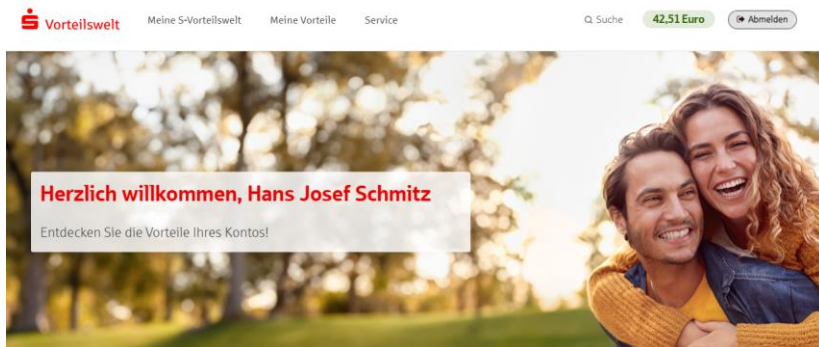 Vorteilswelt Meine S-Vorteilswelt Meine Vorteile Service Suche 42,51 Euro Abmelden
Herzlich willkommen, Hans Josef Schmitz
Entdecken Sie die Vorteile Ihres Kontos!